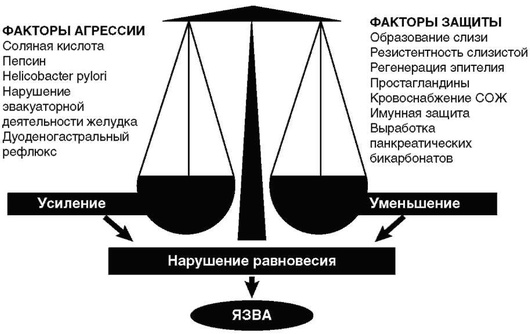 ФАКТОРЫ АГРЕССИИ
Соляная кислота
Пепсин
Helicobacter pylori
Нарушение
эвакуаторной
деятельности желудка
Дуоденогастральный
рефлюкс
ФАКТОРЫ ЗАЩИТЫ
Образование слизи
Резистентность слизистой
Регенерация эпителия
Простагландины
Кровоснабжение СОЖ
Имунная защита
Выработка
панкреатических
бикарбонатов
Усиление
Уменьшение
Нарушение равновесия
ЯЗВА